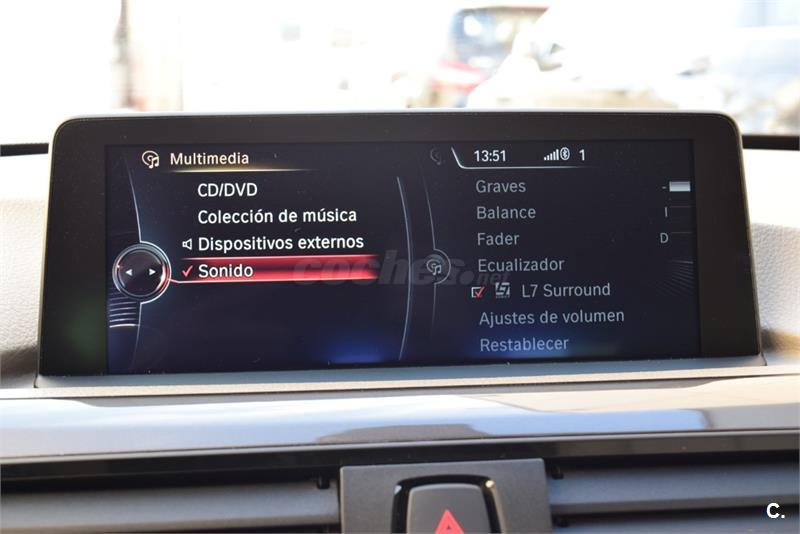 Multimedia
CD/DVD
Colección de música
Dispositivos externos
Sonido
13:51 1
Graves -
Balance I
Fader D
Ecualizador
L7 Surround
Ajustes de volumen
Restablecer
coches.net
C.